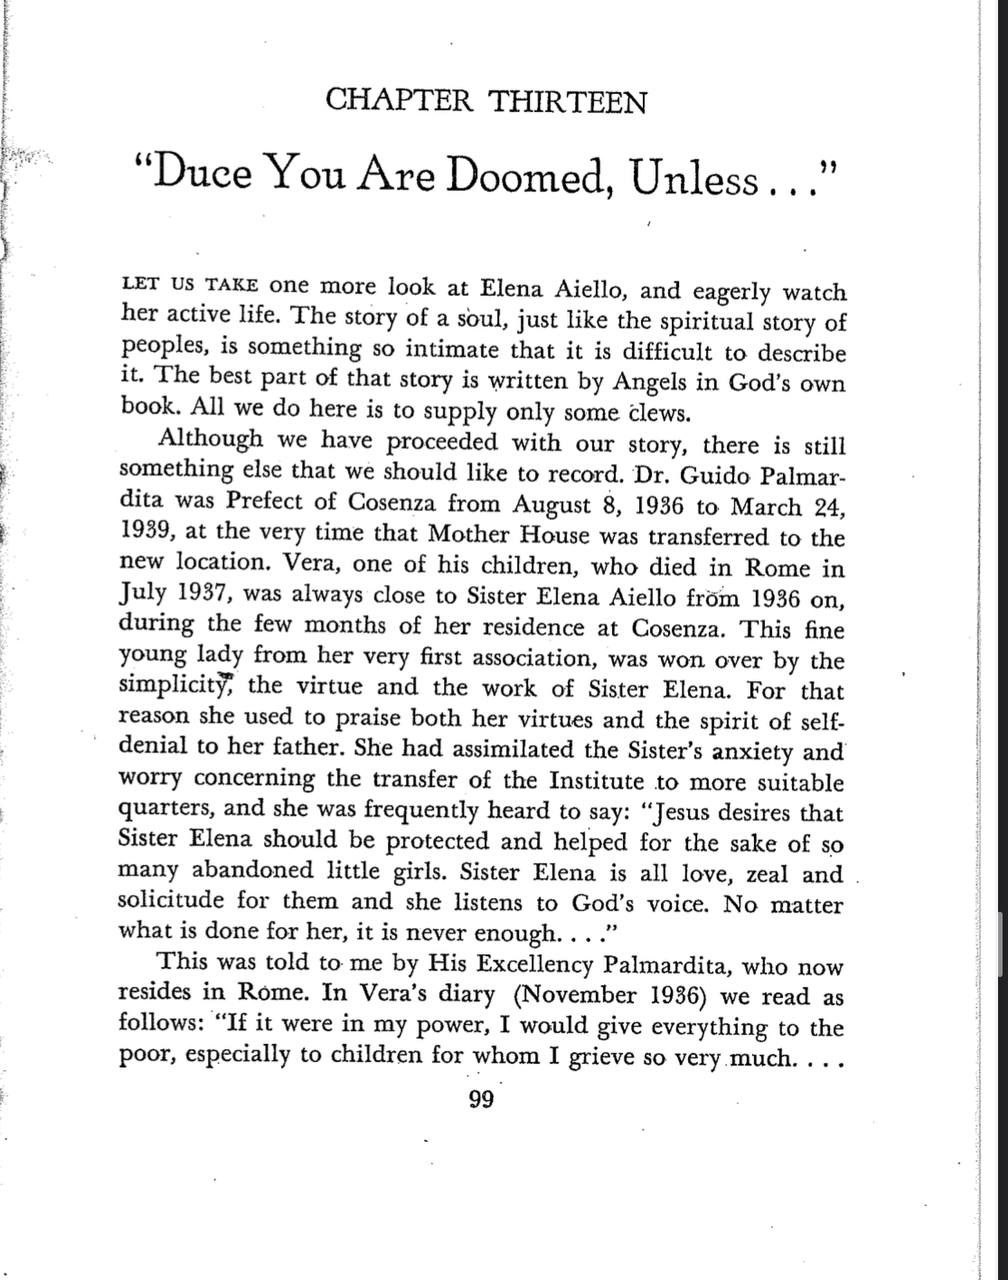 CHAPTER THIRTEEN
“Duce You Are Doomed, Unless . . .”
LET US TAKE one more look at Elena Aiello, and eagerly watch
her active life. The story of a soul, just like the spiritual story of
peoples, is something so intimate that it is difficult to describe
it. The best part of that story is written by Angels in God’s own
book. All we do here is to supply only some clews.
Although we have proceeded with our story, there is still
something else that we should like to record. Dr. Guido Palmar-
dita was Prefect of Cosenza from August 8, 1936 to March 24,
1939, at the very time that Mother House was transferred to the
new location. Vera, one of his children, who died in Rome in
July 1937, was always close to Sister Elena Aiello from 1936 on,
during the few months of her residence at Cosenza. This fine
young lady from her very first association, was won over by the
simplicity, the virtue and the work of Sister Elena. For that
reason she used to praise both her virtues and the spirit of self-
denial to her father. She had assimilated the Sister’s anxiety and
worry concerning the transfer of the Institute to more suitable
quarters, and she was frequently heard to say: “Jesus desires that
Sister Elena should be protected and helped for the sake of so
many abandoned little girls. Sister Elena is all love, zeal and
solicitude for them and she listens to God’s voice. No matter
what is done for her, it is never enough. . . .”
This was told to me by His Excellency Palmardita, who now
resides in Rome. In Vera’s diary (November 1936) we read as
follows: “If it were in my power, I would give everything to the
poor, especially to children for whom I grieve so very much. . . .
99